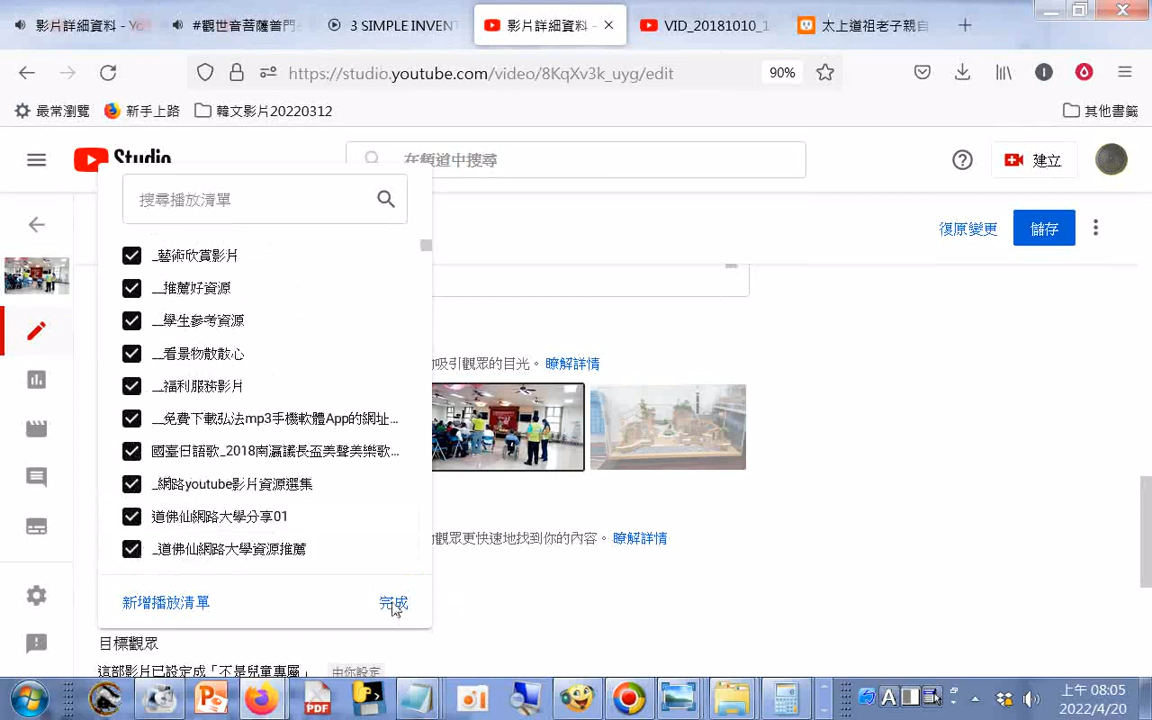 影片詳細資料 - Yo
#觀世音菩薩普門
3 SIMPLE INVENT
影片詳細資料 -
VID_20181010_1
太上道祖老子親自
https://studio.youtube.com/video/8KqXv3k_uyg/edit
90%
最常瀏覽
新手上路
韓文影片20220312
其他書籤
Studio
在頻道中搜尋
建立
搜尋播放清單
復原變更
儲存
_藝術欣賞影片
__推薦好資源
__學生參考資源
__看景物散散心
__福利服務影片
__免費下載弘法mp3手機軟體App的網址...
國臺日語歌_2018南瀛議長盃美聲美樂歌...
_網路youtube影片資源選集
道佛仙網路大學分享01
_道佛仙網路大學資源推薦
吸引觀眾的目光。瞭解詳情
觀眾更快速地找到你的內容。瞭解詳情
新增播放清單
完成
目標觀眾
這部影片已設定成「不是兒童專屬」
由你設定
PDF
上午 08:05
2022/4/20